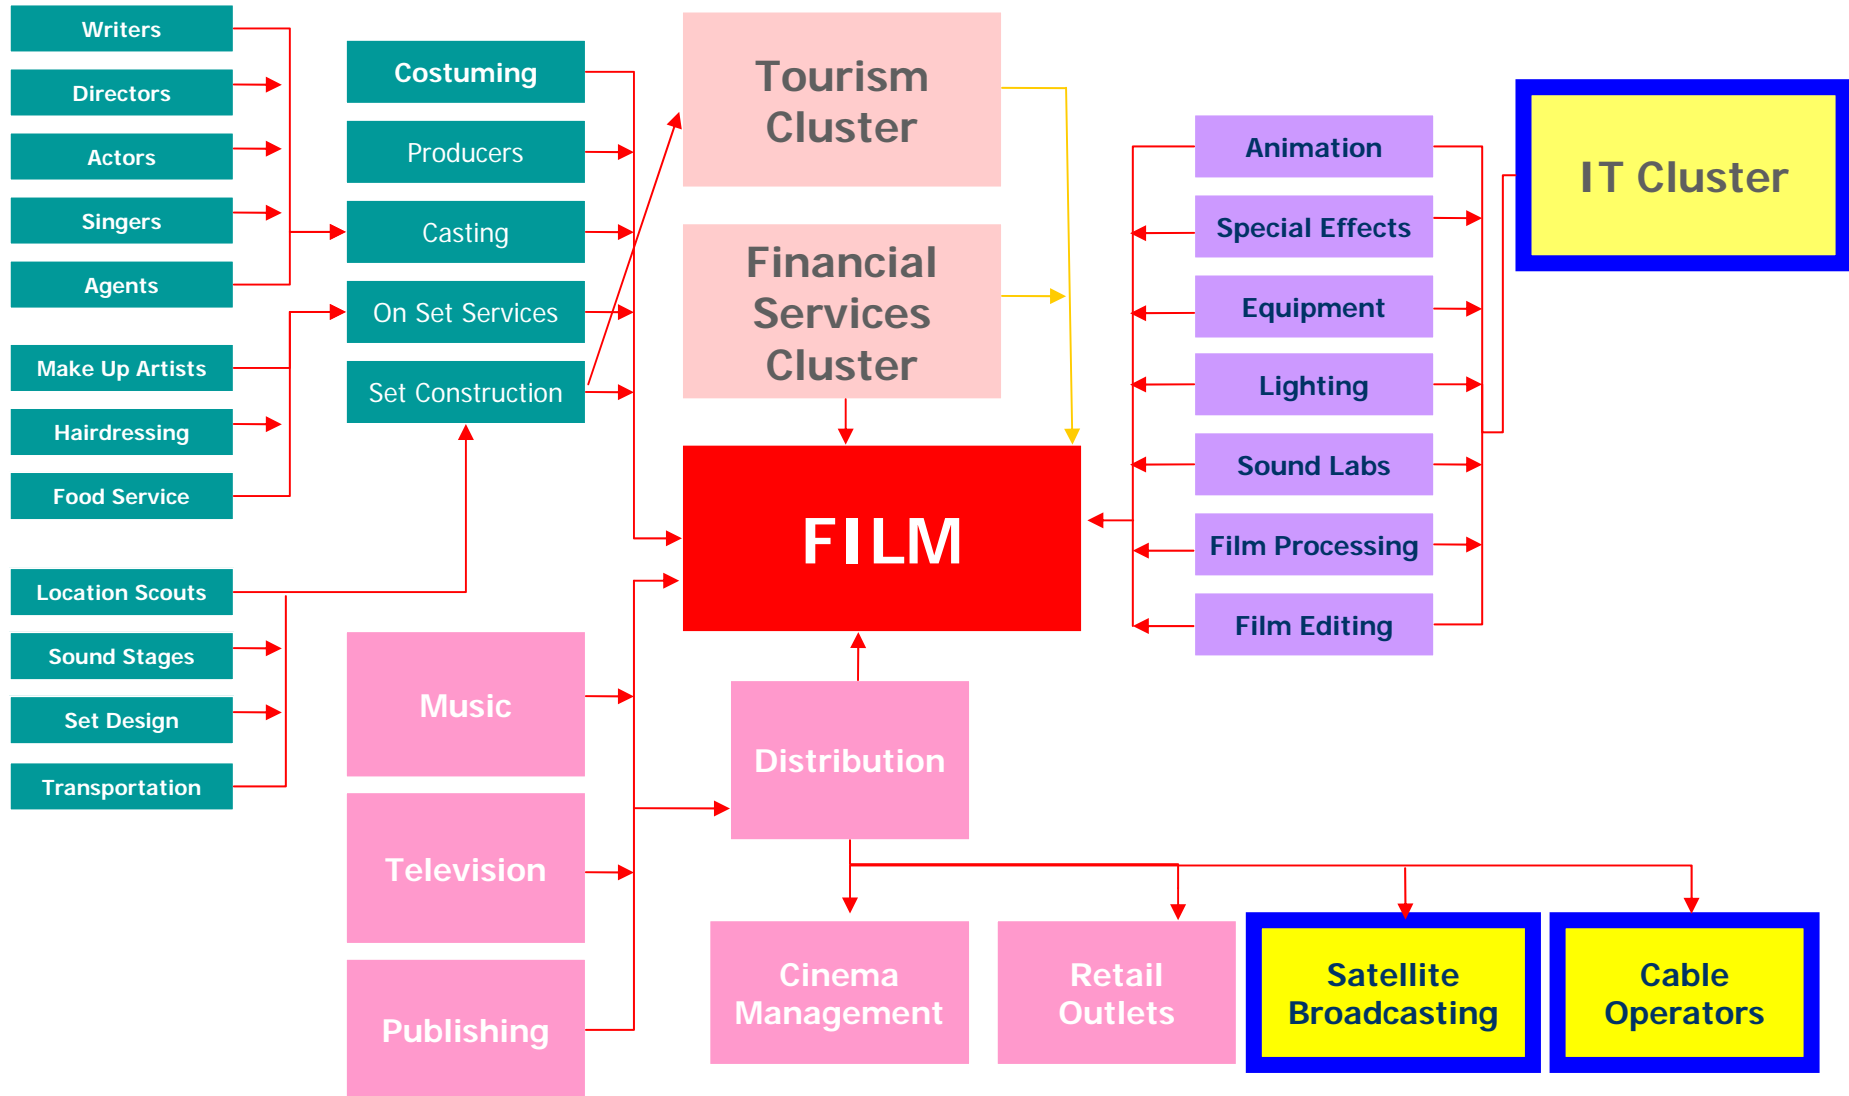 Writers
Directors
Actors
Singers
Agents
Make Up Artists
Hairdressing
Food Service
Location Scouts
Sound Stages
Set Design
Transportation
Costuming
Producers
Casting
On Set Services
Set Construction
Music
Television
Publishing
Tourism
Cluster
Financial
Services
Cluster
FILM
Distribution
Cinema
Management
Retail
Outlets
Satellite
Broadcasting
Cable
Operators
Animation
Special Effects
Equipment
Lighting
Sound Labs
Film Processing
Film Editing
IT Cluster